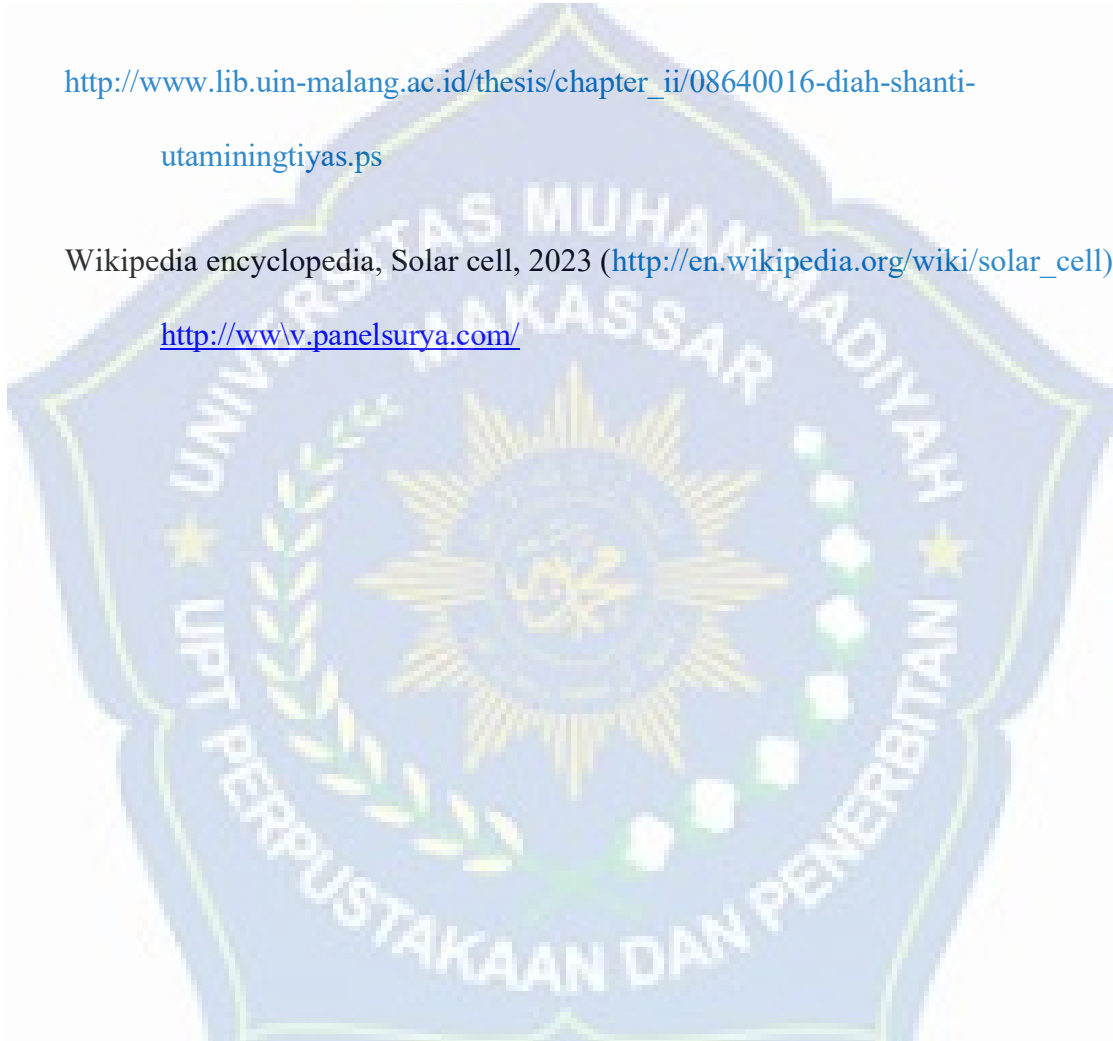 http://www.lib.uin-malang.ac.id/thesis/chapter_ii/08640016-diah-shanti-
utaminingtiyas.ps
Wikipedia encyclopedia, Solar cell, 2023 (http://en.wikipedia.org/wiki/solar_cell)
http://ww\v.panelsurya.com/
UNIVERSITAS MUHAMMADIYAH
MAKASSAR
UPT PERPUSTAKAAN DAN PENERBITAN